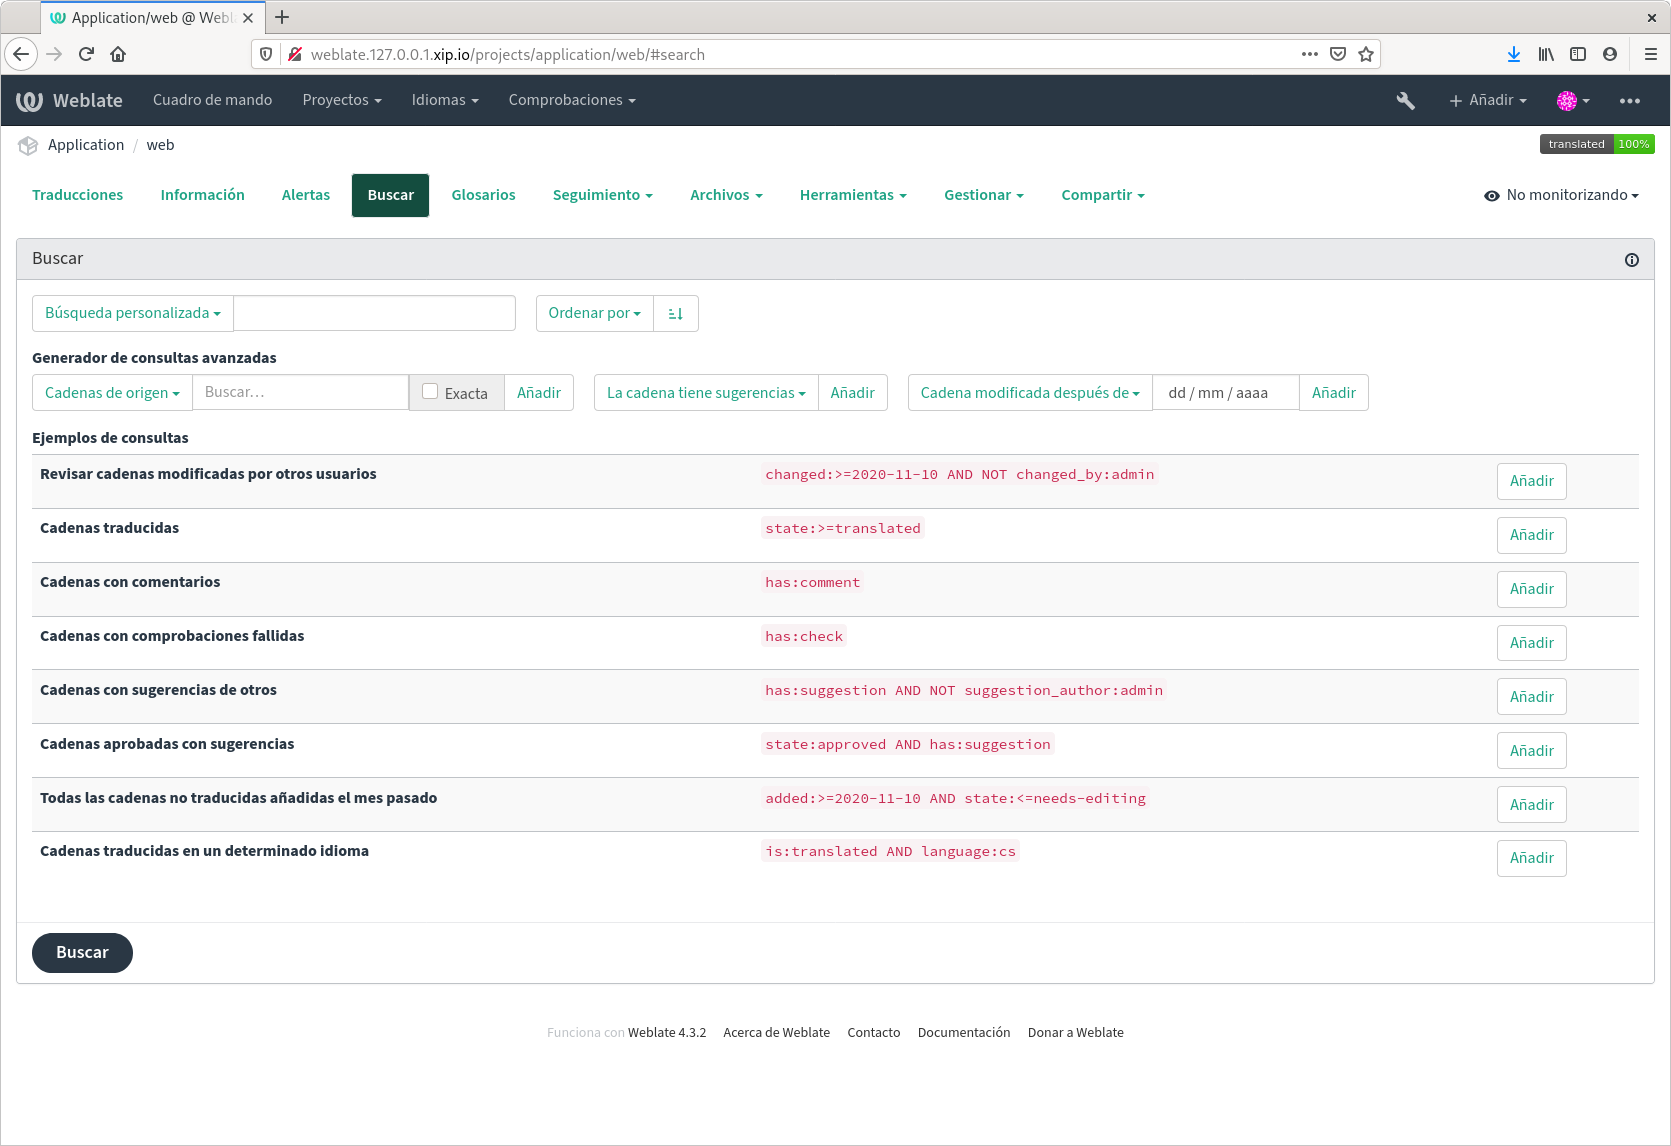 Application/web @ Webl
weblate.127.0.0.1.xip.io/projects/application/web/#search
Weblate Cuadro de mando Proyectos Idiomas Comprobaciones Añadir
Application / web translated 100%
Traducciones Información Alertas Buscar Glosarios Seguimiento Archivos Herramientas Gestionar Compartir No monitorizando
Buscar
Búsqueda personalizada Ordenar por
Generador de consultas avanzadas
Cadenas de origen Buscar… Exacta Añadir La cadena tiene sugerencias Añadir Cadena modificada después de dd / mm / aaaa Añadir
Ejemplos de consultas
Revisar cadenas modificadas por otros usuarios changed:>=2020-11-10 AND NOT changed_by:admin Añadir
Cadenas traducidas state:>=translated Añadir
Cadenas con comentarios has:comment Añadir
Cadenas con comprobaciones fallidas has:check Añadir
Cadenas con sugerencias de otros has:suggestion AND NOT suggestion_author:admin Añadir
Cadenas aprobadas con sugerencias state:approved AND has:suggestion Añadir
Todas las cadenas no traducidas añadidas el mes pasado added:>=2020-11-10 AND state:<=needs-editing Añadir
Cadenas traducidas en un determinado idioma is:translated AND language:cs Añadir
Buscar
Funciona con Weblate 4.3.2 Acerca de Weblate Contacto Documentación Donar a Weblate